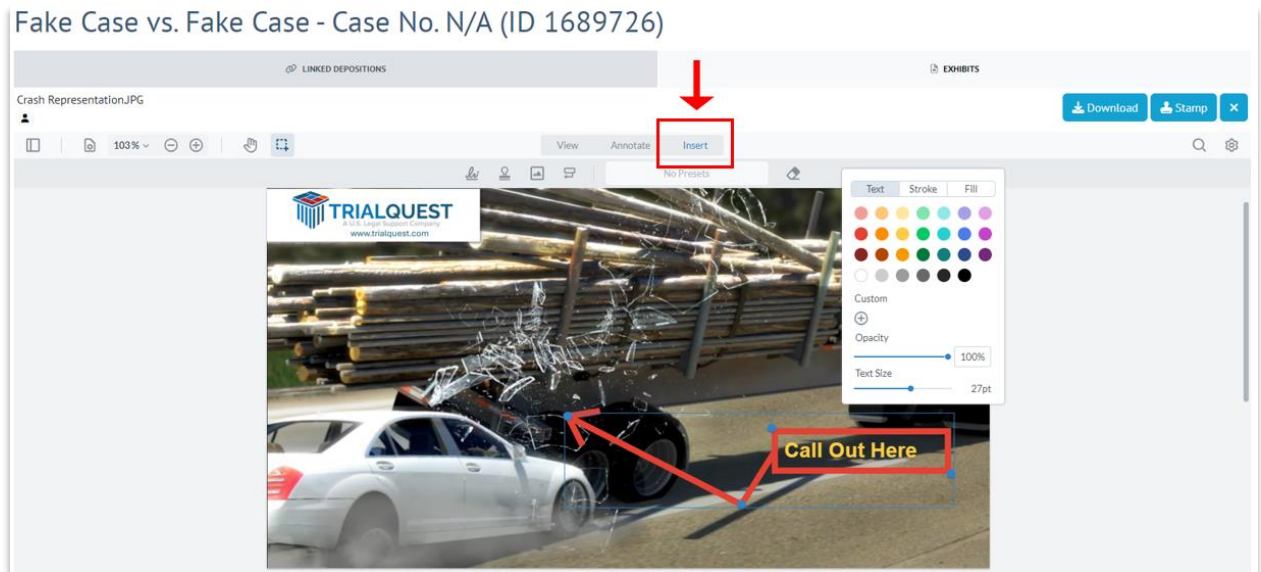 Fake Case vs. Fake Case - Case No. N/A (ID 1689726)
LINKED DEPOSITIONS
EXHIBITS
Crash Representation.JPG
Download
Stamp
103%
View
Annotate
Insert
No Presets
Text
Stroke
Fill
TRIALQUEST
A U.S. Legal Support Company
www.trialquest.com
Custom
Opacity
100%
Text Size
27pt
Call Out Here